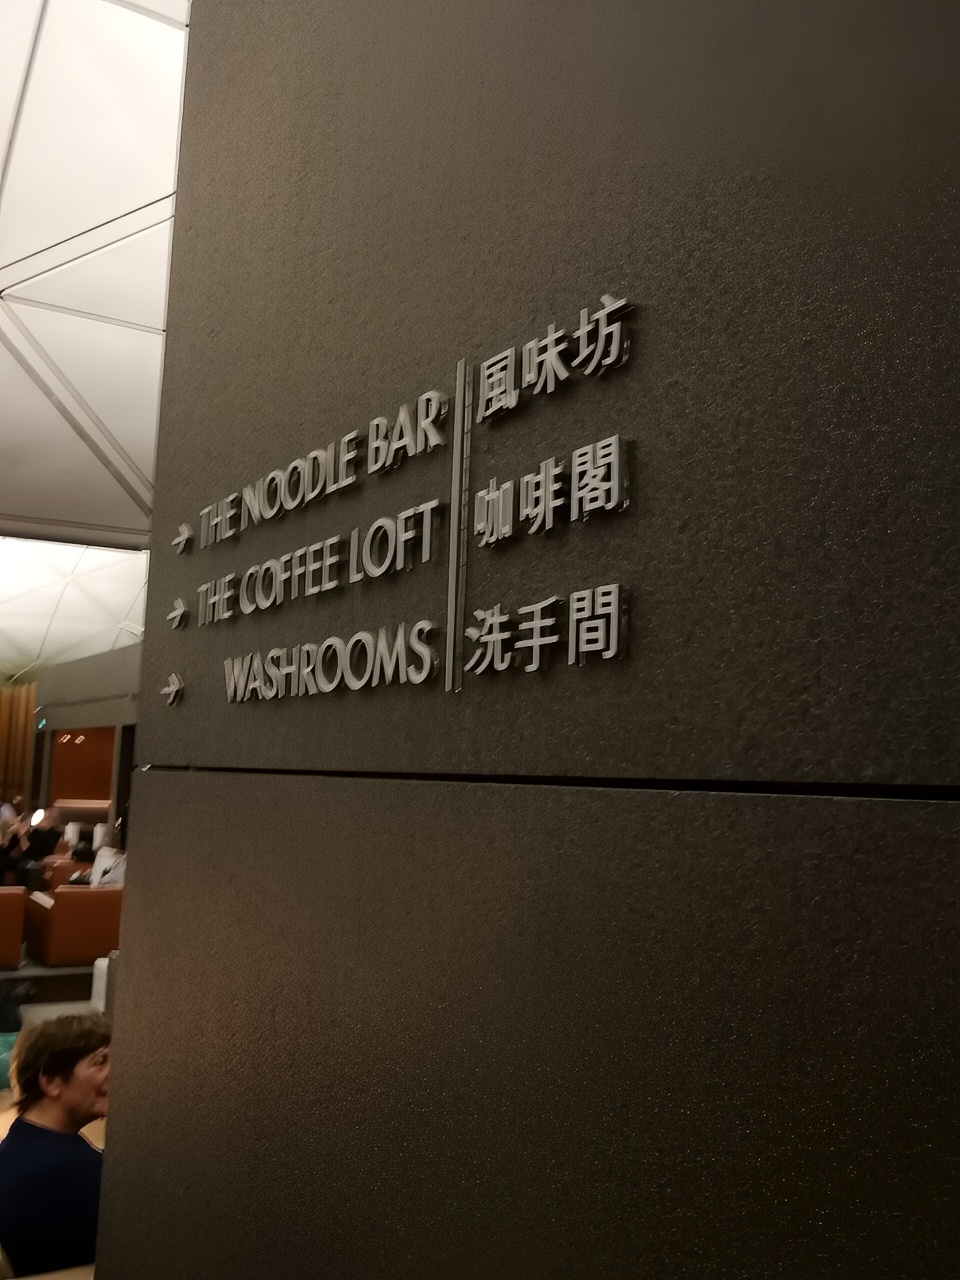 → THE NOODLE BAR | 風味坊
→ THE COFFEE LOFT | 咖啡閣
→ WASHROOMS | 洗手間